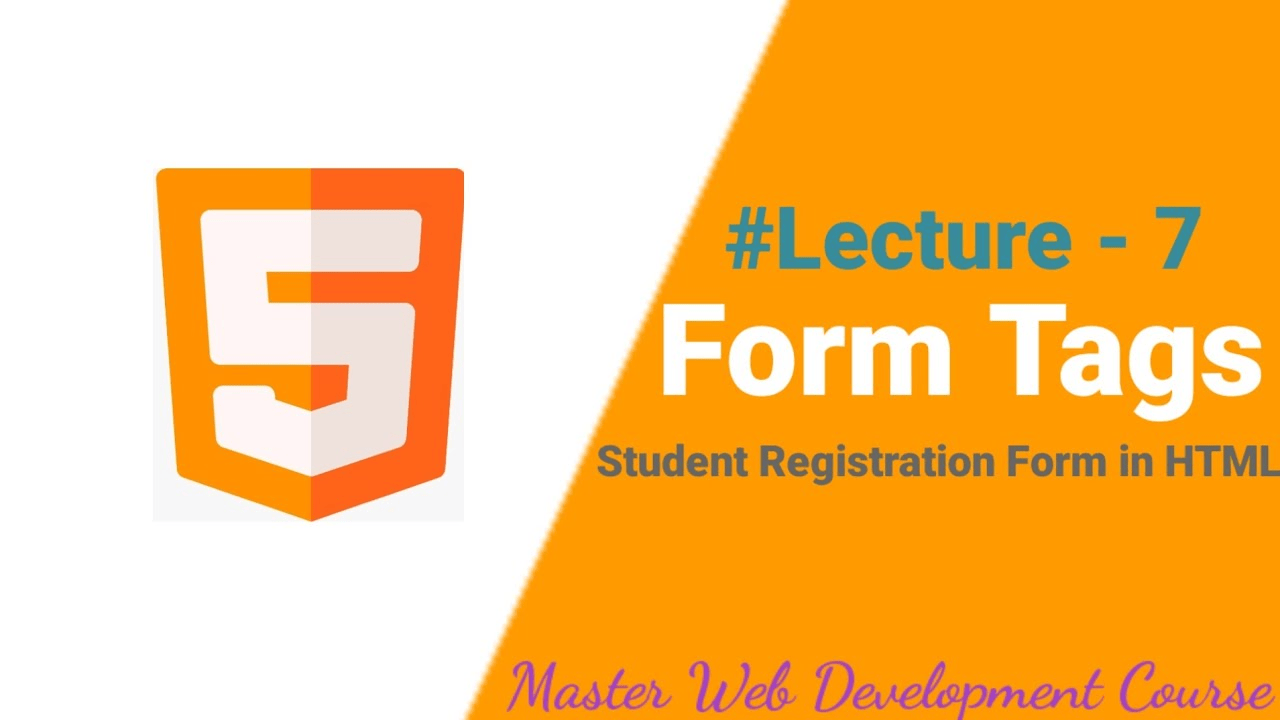 #Lecture - 7
Form Tags
Student Registration Form in HTML
Master Web Development Course